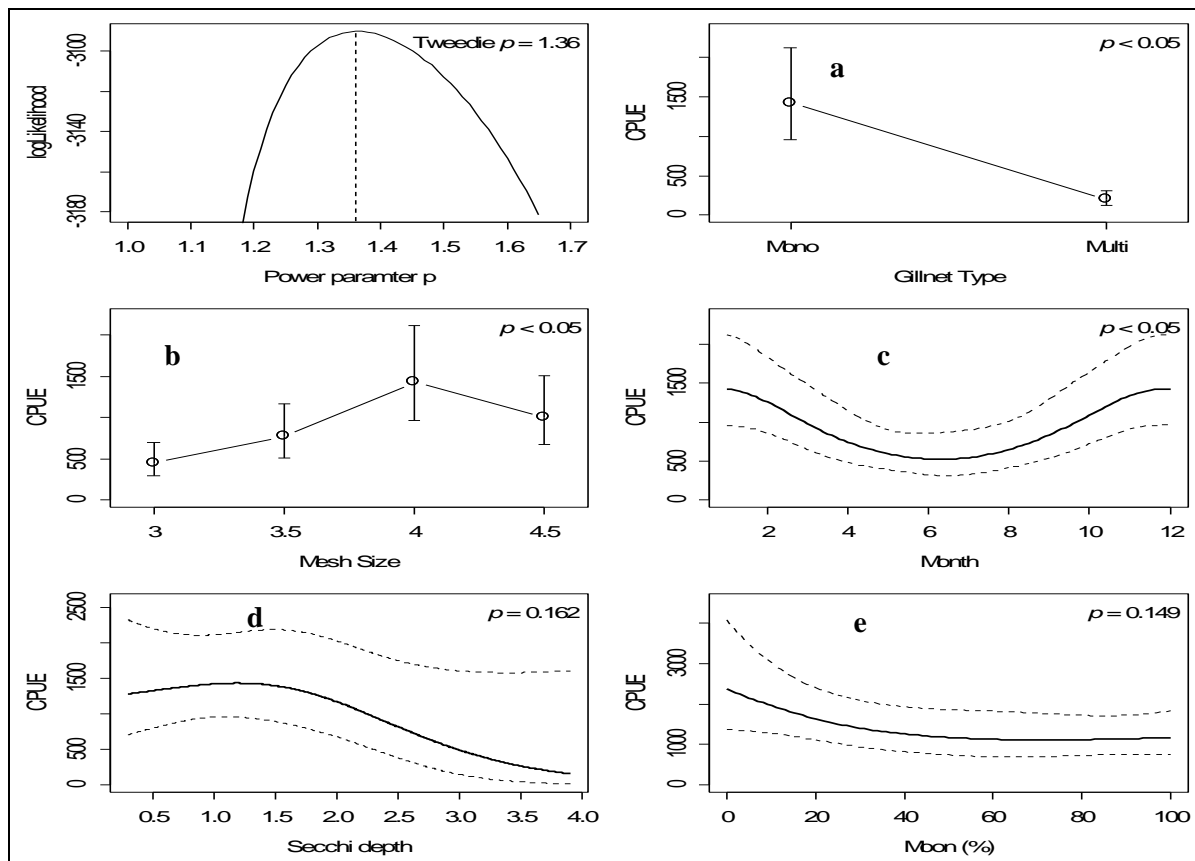 Tweedie p = 1.36
logLikelihood
-3100
-3140
-3180
1.0 1.1 1.2 1.3 1.4 1.5 1.6 1.7
Power paramter p
a
p < 0.05
CPUE
1500
500
0
Mono Multi
Gillnet Type
b
p < 0.05
CPUE
1500
500
0
3 3.5 4 4.5
Mesh Size
c
p < 0.05
CPUE
1500
500
0
2 4 6 8 10 12
Month
d
p = 0.162
CPUE
2500
1500
500
0
0.5 1.0 1.5 2.0 2.5 3.0 3.5 4.0
Secchi depth
e
p = 0.149
CPUE
3000
1000
0
0 20 40 60 80 100
Moon (%)